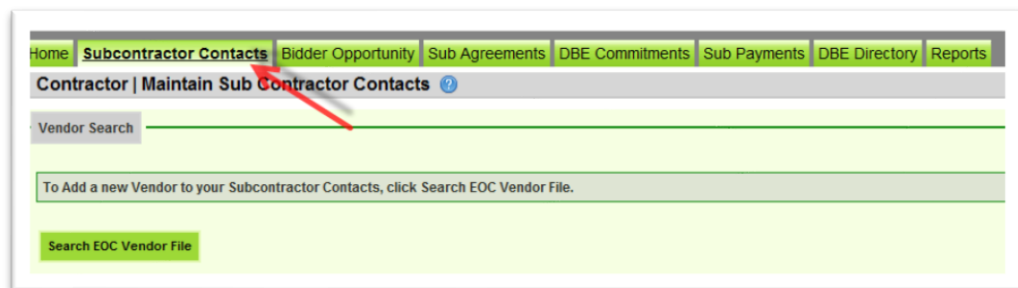 Home Subcontractor Contacts Bidder Opportunity Sub Agreements DBE Commitments Sub Payments DBE Directory Reports
Contractor | Maintain Sub Contractor Contacts ?
Vendor Search
To Add a new Vendor to your Subcontractor Contacts, click Search EOC Vendor File.
Search EOC Vendor File